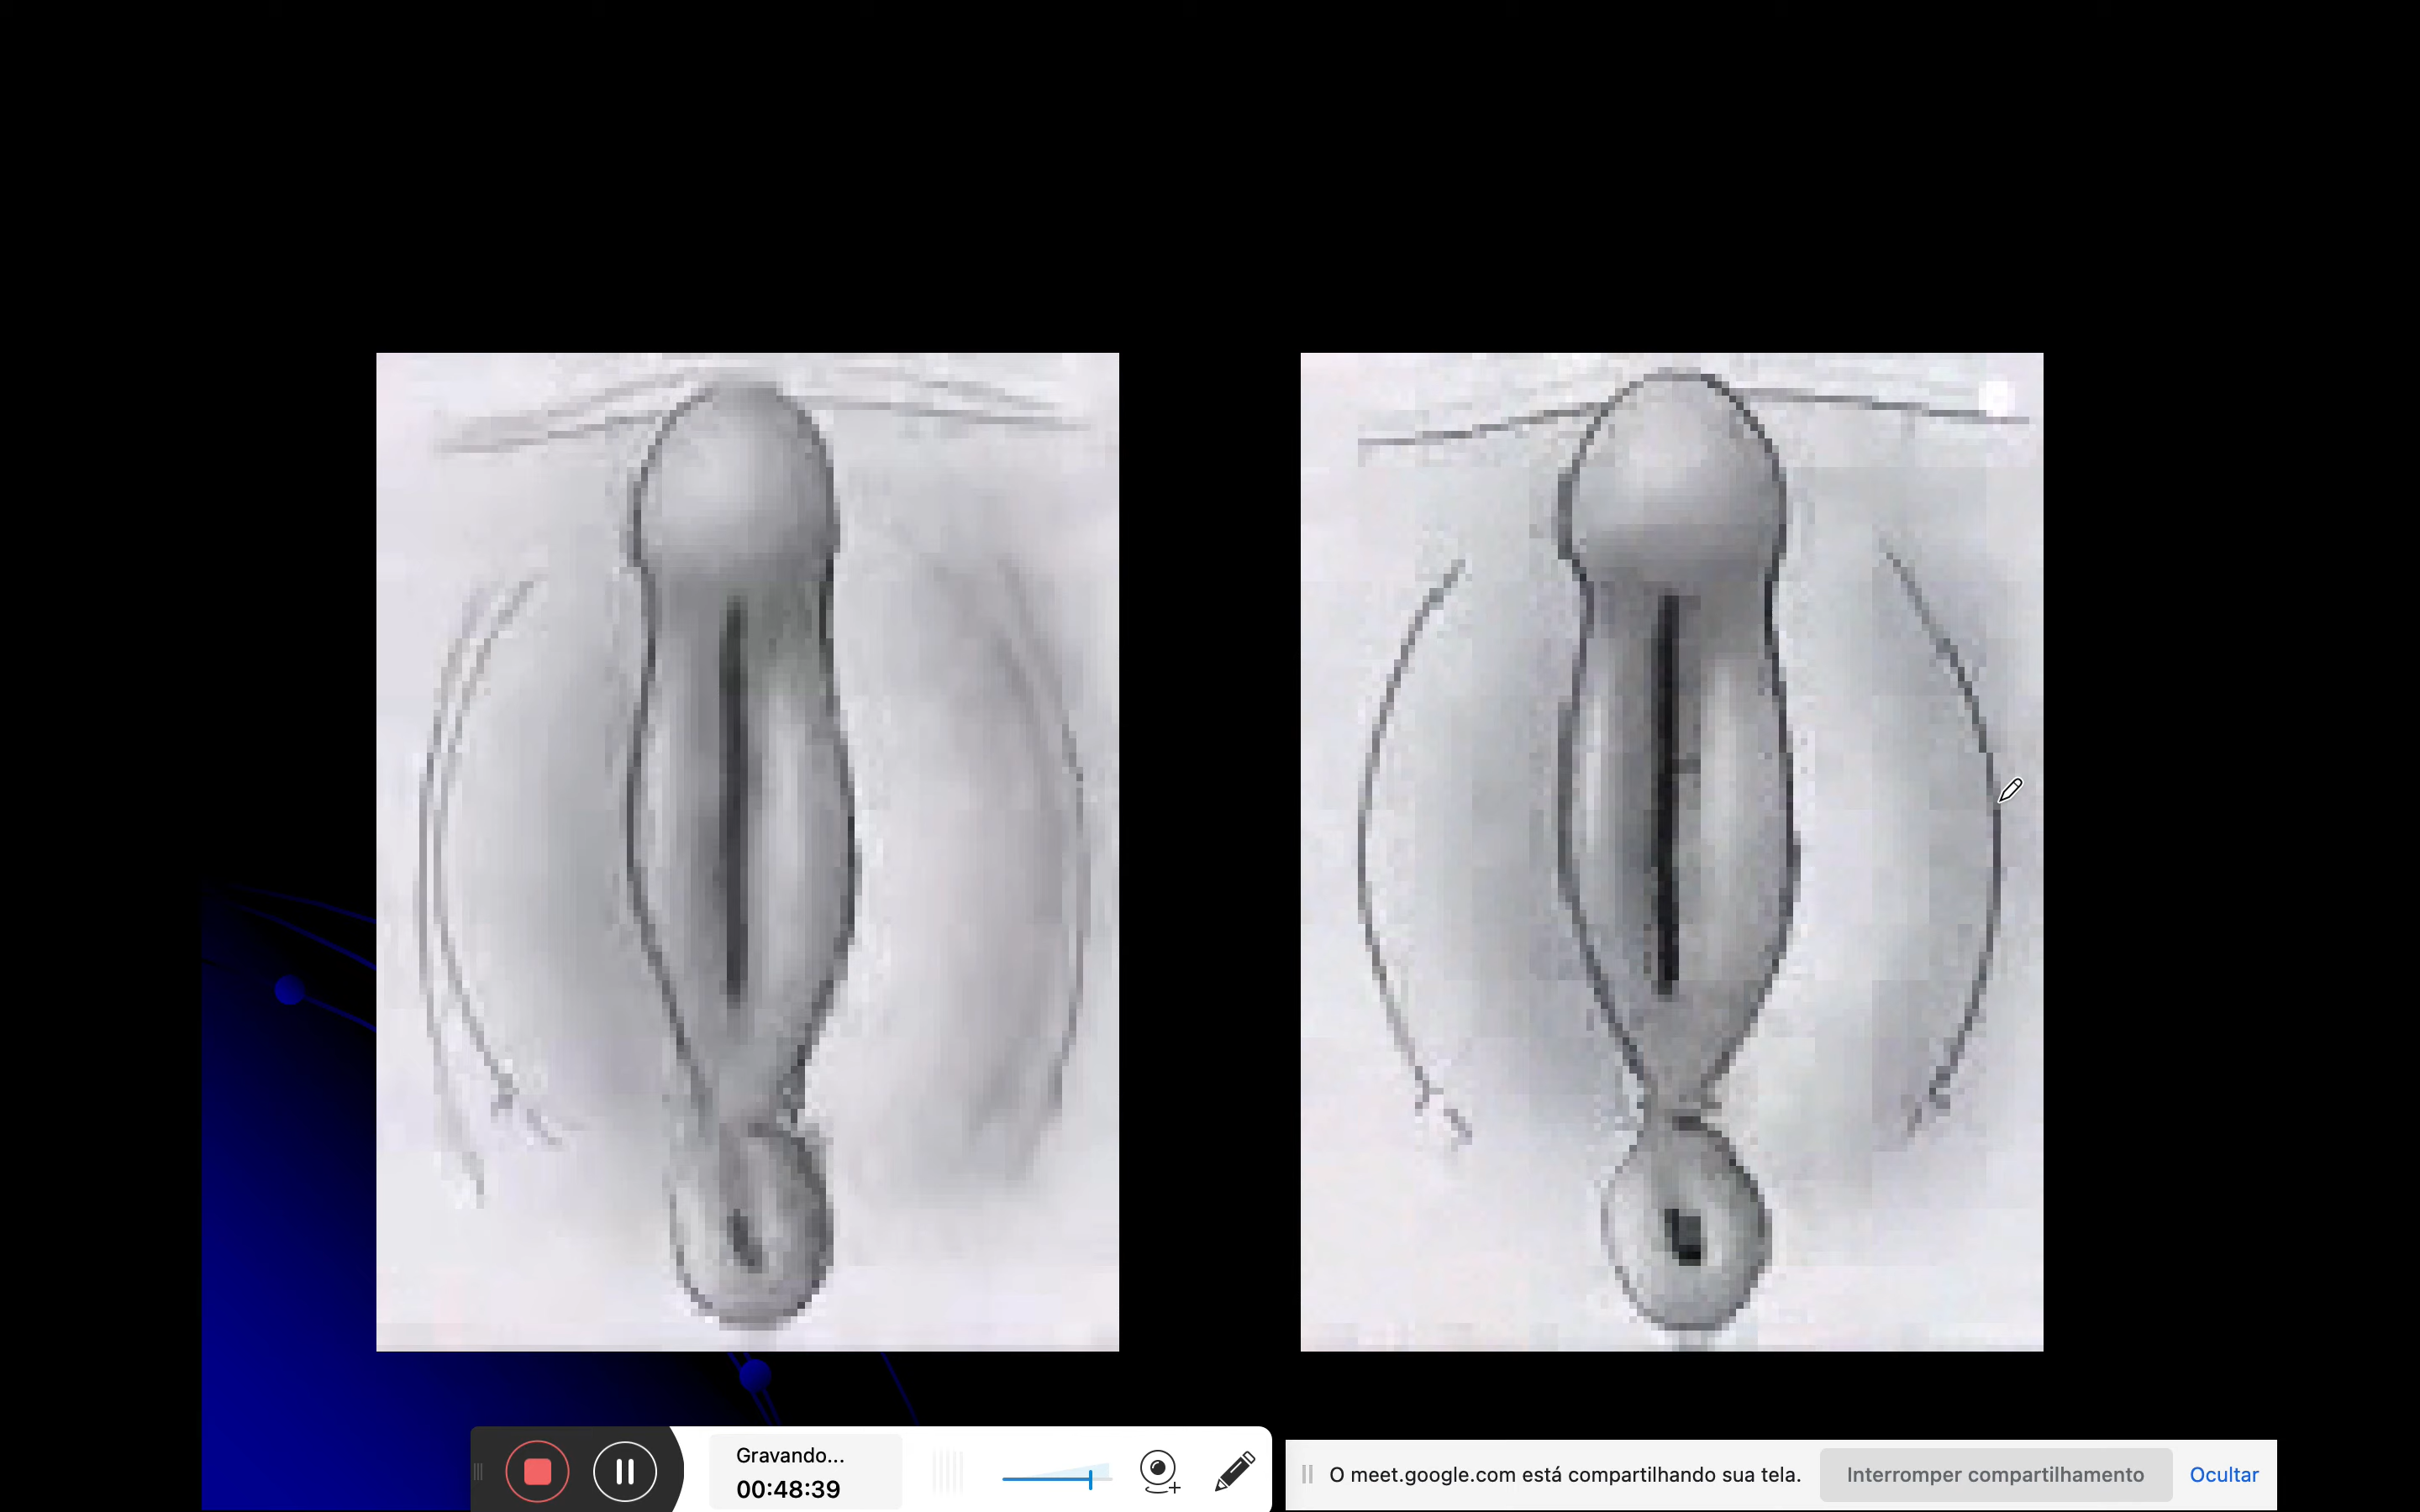 Gravando...
00:48:39
O meet.google.com está compartilhando sua tela.
Interromper compartilhamento
Ocultar